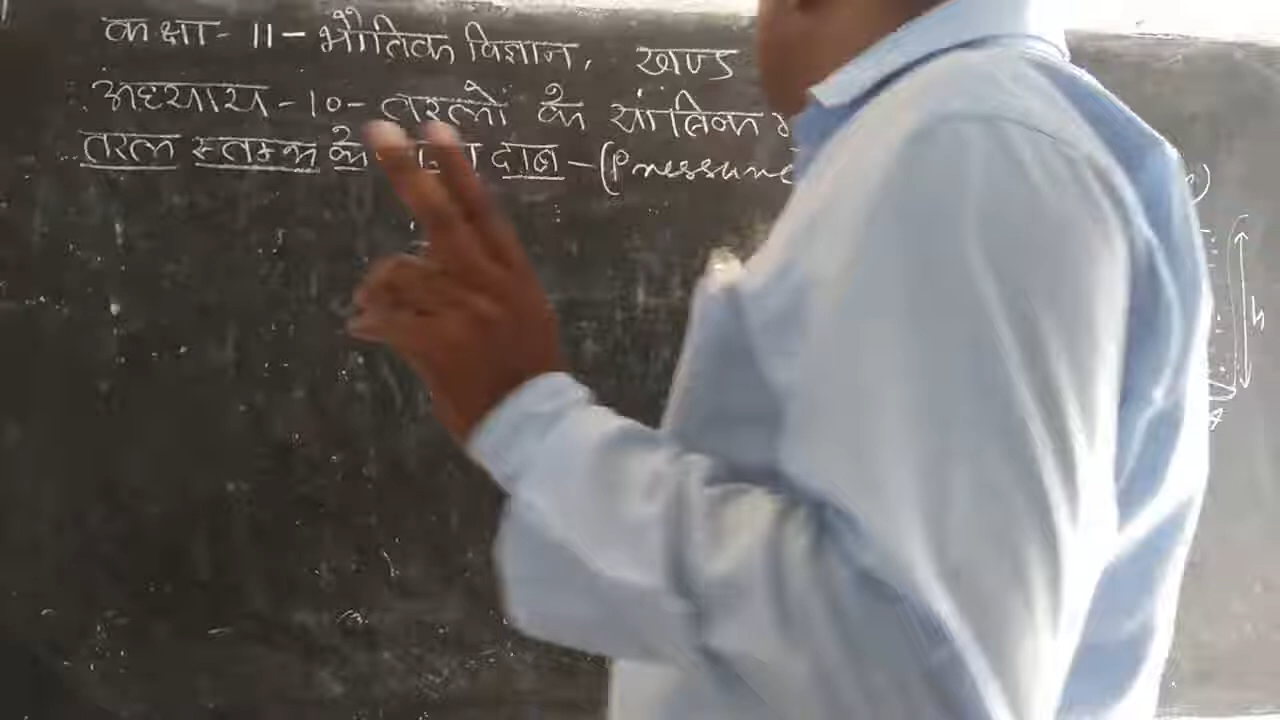 कक्षा - 11 - भौतिक विज्ञान, खण्ड
अध्याय - 10 - तरलों के यांत्रिक
तरल स्तम्भ के दाब - (Pressure
h